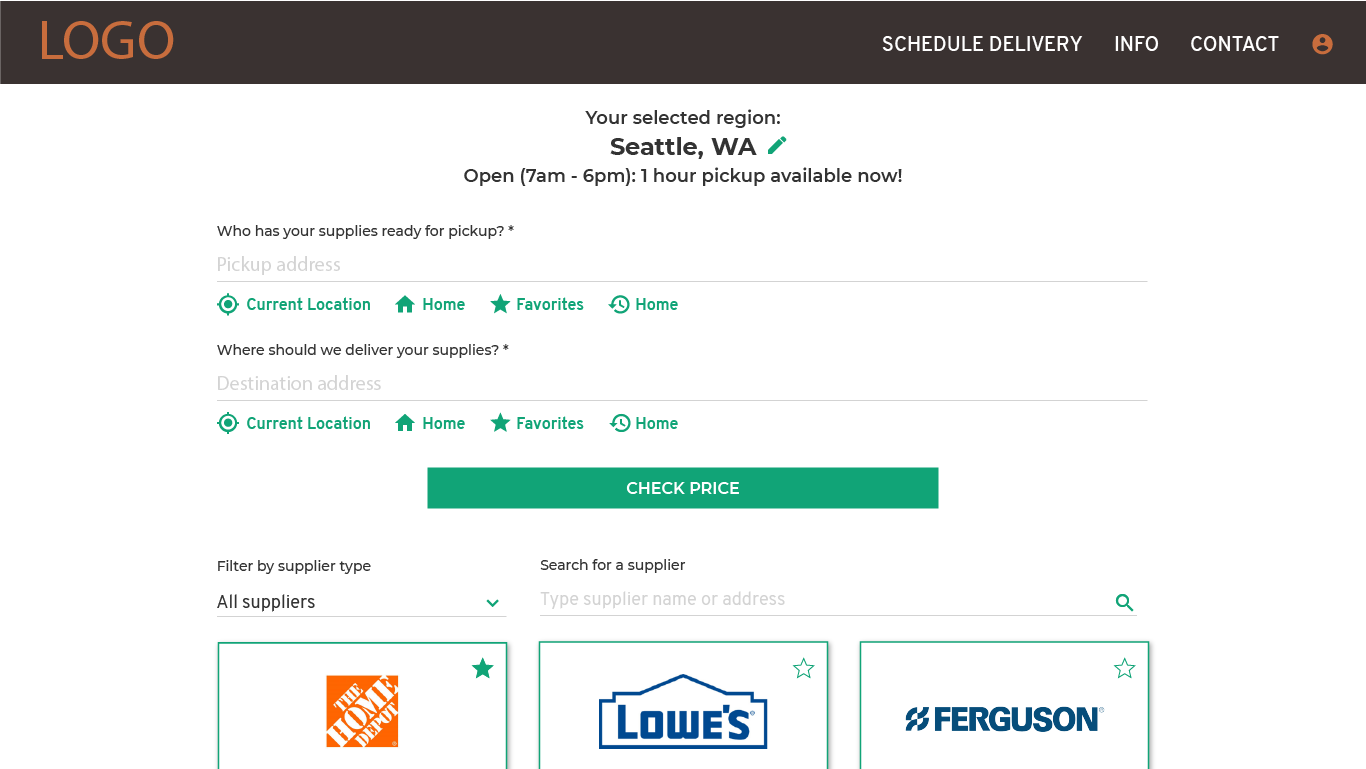 LOGO
SCHEDULE DELIVERY INFO CONTACT
Your selected region:
Seattle, WA
Open (7am - 6pm): 1 hour pickup available now!
Who has your supplies ready for pickup? *
Pickup address
Current Location Home Favorites Home
Where should we deliver your supplies? *
Destination address
Current Location Home Favorites Home
CHECK PRICE
Filter by supplier type
Search for a supplier
All suppliers
Type supplier name or address
THE HOME DEPOT
LOWE'S
FERGUSON